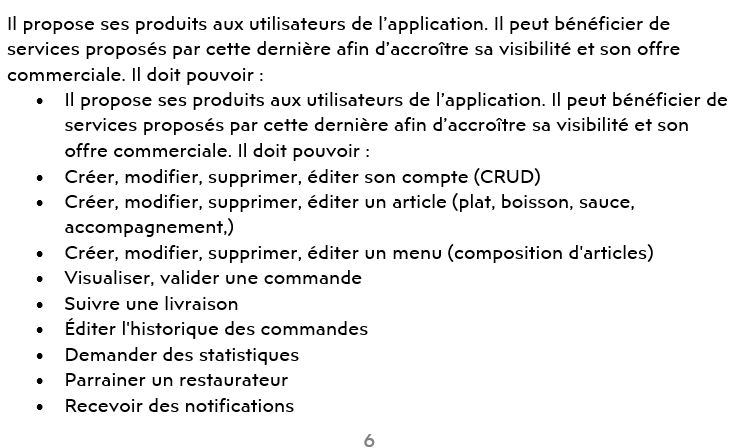 Il propose ses produits aux utilisateurs de l’application. Il peut bénéficier de
services proposés par cette dernière afin d’accroître sa visibilité et son offre
commerciale. Il doit pouvoir :
• Il propose ses produits aux utilisateurs de l’application. Il peut bénéficier de
services proposés par cette dernière afin d’accroître sa visibilité et son
offre commerciale. Il doit pouvoir :
• Créer, modifier, supprimer, éditer son compte (CRUD)
• Créer, modifier, supprimer, éditer un article (plat, boisson, sauce,
accompagnement,)
• Créer, modifier, supprimer, éditer un menu (composition d'articles)
• Visualiser, valider une commande
• Suivre une livraison
• Éditer l'historique des commandes
• Demander des statistiques
• Parrainer un restaurateur
• Recevoir des notifications
6